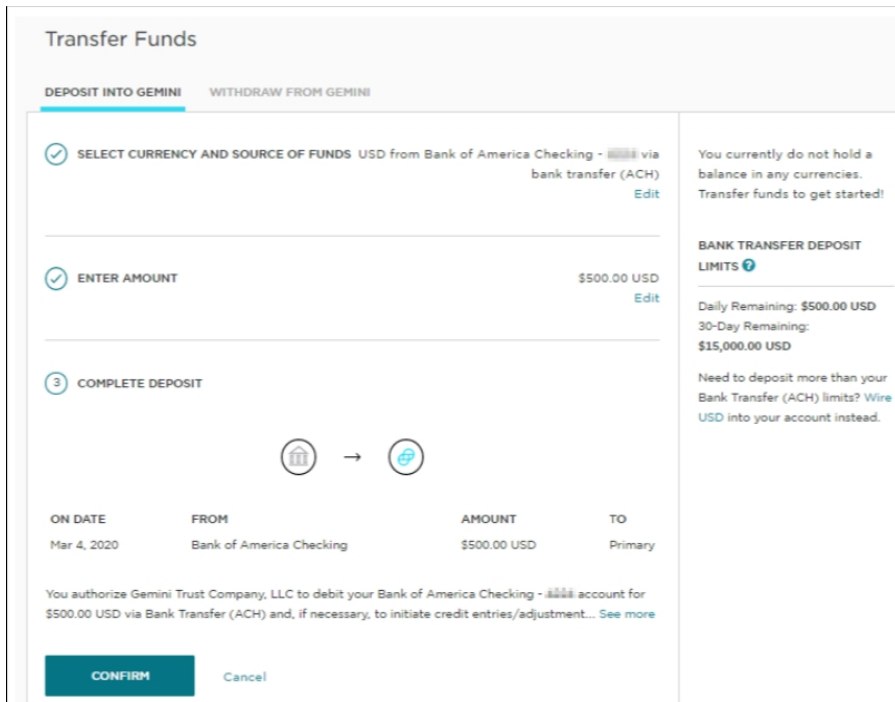 Transfer Funds
DEPOSIT INTO GEMINI WITHDRAW FROM GEMINI
SELECT CURRENCY AND SOURCE OF FUNDS USD from Bank of America Checking - via
bank transfer (ACH)
Edit
ENTER AMOUNT $500.00 USD
Edit
3 COMPLETE DEPOSIT
ON DATE FROM AMOUNT TO
Mar 4, 2020 Bank of America Checking $500.00 USD Primary
You authorize Gemini Trust Company, LLC to debit your Bank of America Checking - account for
$500.00 USD via Bank Transfer (ACH) and, if necessary, to initiate credit entries/adjustment... See more
CONFIRM Cancel
You currently do not hold a
balance in any currencies.
Transfer funds to get started!
BANK TRANSFER DEPOSIT
LIMITS ?
Daily Remaining: $500.00 USD
30-Day Remaining:
$15,000.00 USD
Need to deposit more than your
Bank Transfer (ACH) limits? Wire
USD into your account instead.